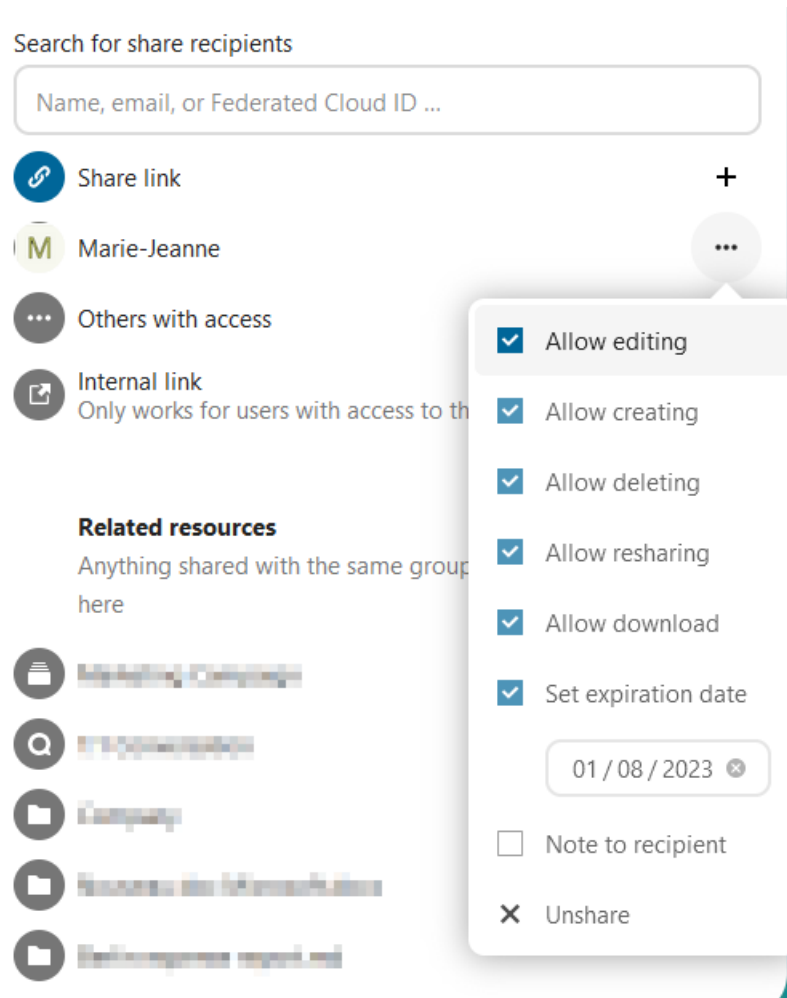 Search for share recipients
Name, email, or Federated Cloud ID ...
Share link
M Marie-Jeanne
Others with access
Allow editing
Internal link
Only works for users with access to th
Allow creating
Allow deleting
Related resources
Anything shared with the same group
here
Allow resharing
Allow download
Set expiration date
01 / 08 / 2023
Note to recipient
Unshare